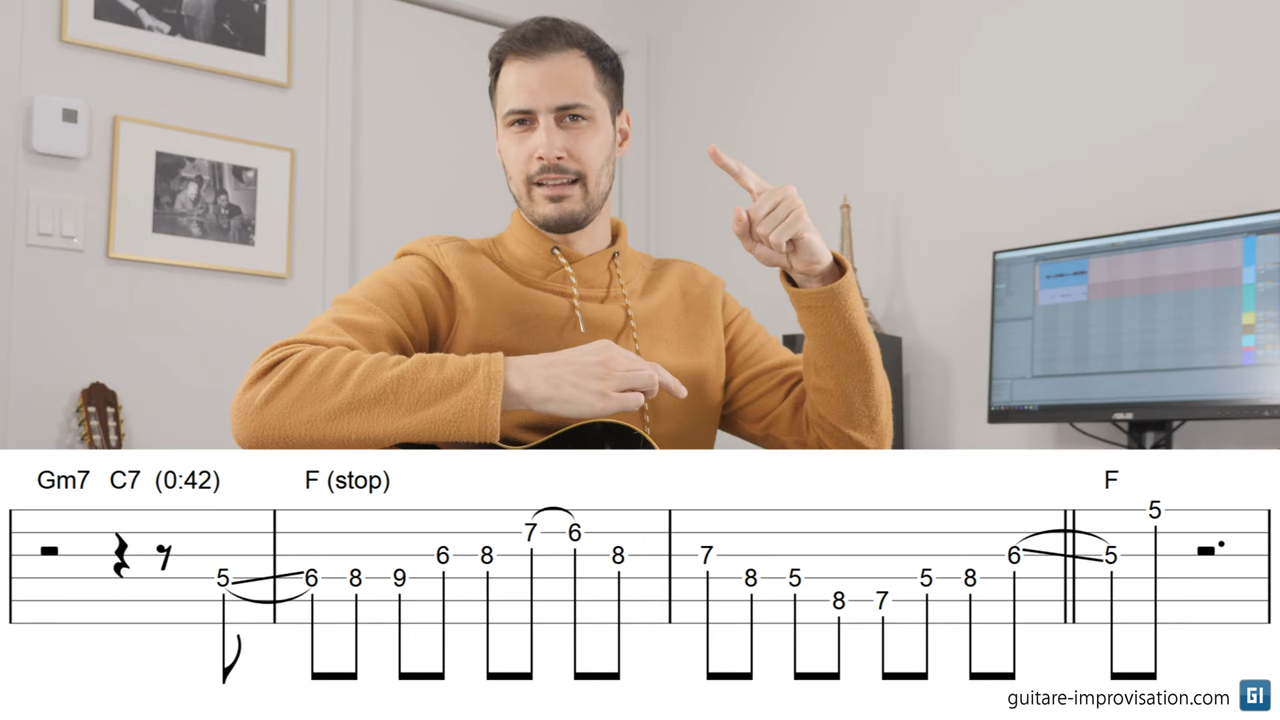 Gm7 C7 (0:42) F (stop) F
5
7 6
6 8 8 7 6 5
5 6 8 9 8 5 5 8
8 7
guitare-improvisation.com GI
ASUS